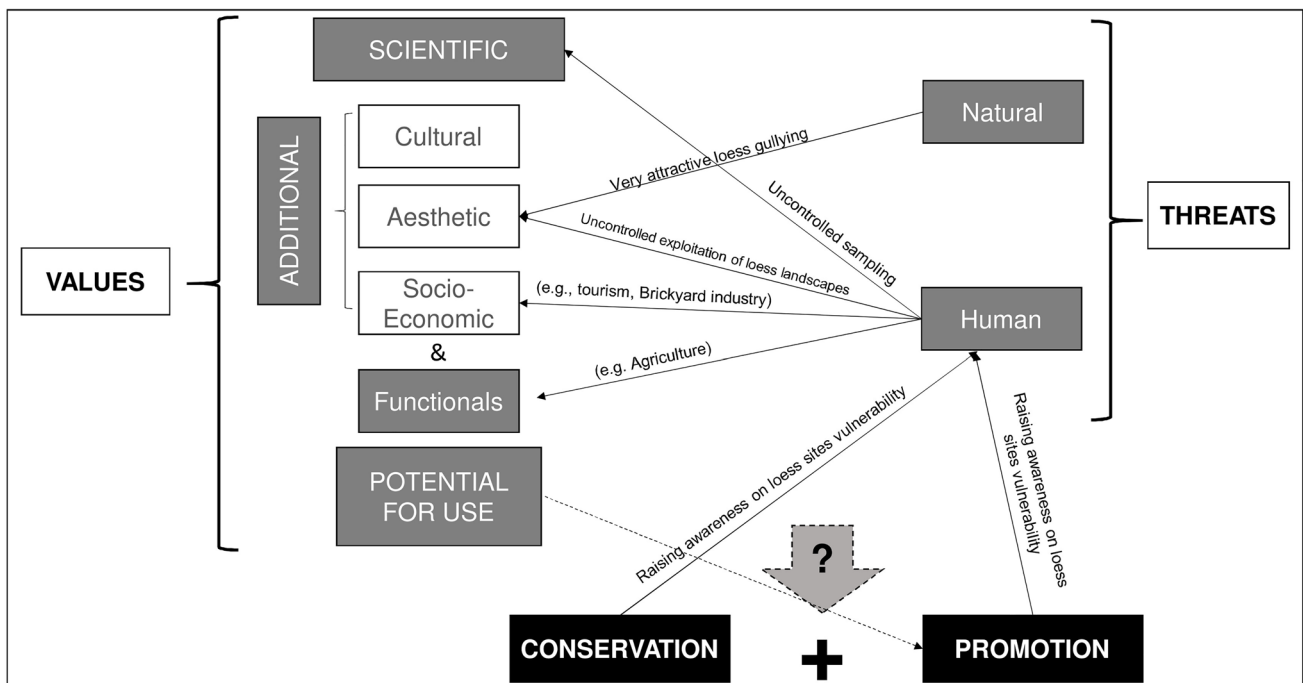 SCIENTIFIC
Natural
Cultural
ADDITIONAL
Very attractive loess gullying
Aesthetic
Uncontrolled sampling
THREATS
Uncontrolled exploitation of loess landscapes
VALUES
Socio-
Economic
(e.g., tourism, Brickyard industry)
Human
&
(e.g. Agriculture)
Functionals
Raising awareness on loess sites vulnerability
Raising awareness on loess
sites vulnerability
POTENTIAL
FOR USE
?
CONSERVATION
+
PROMOTION